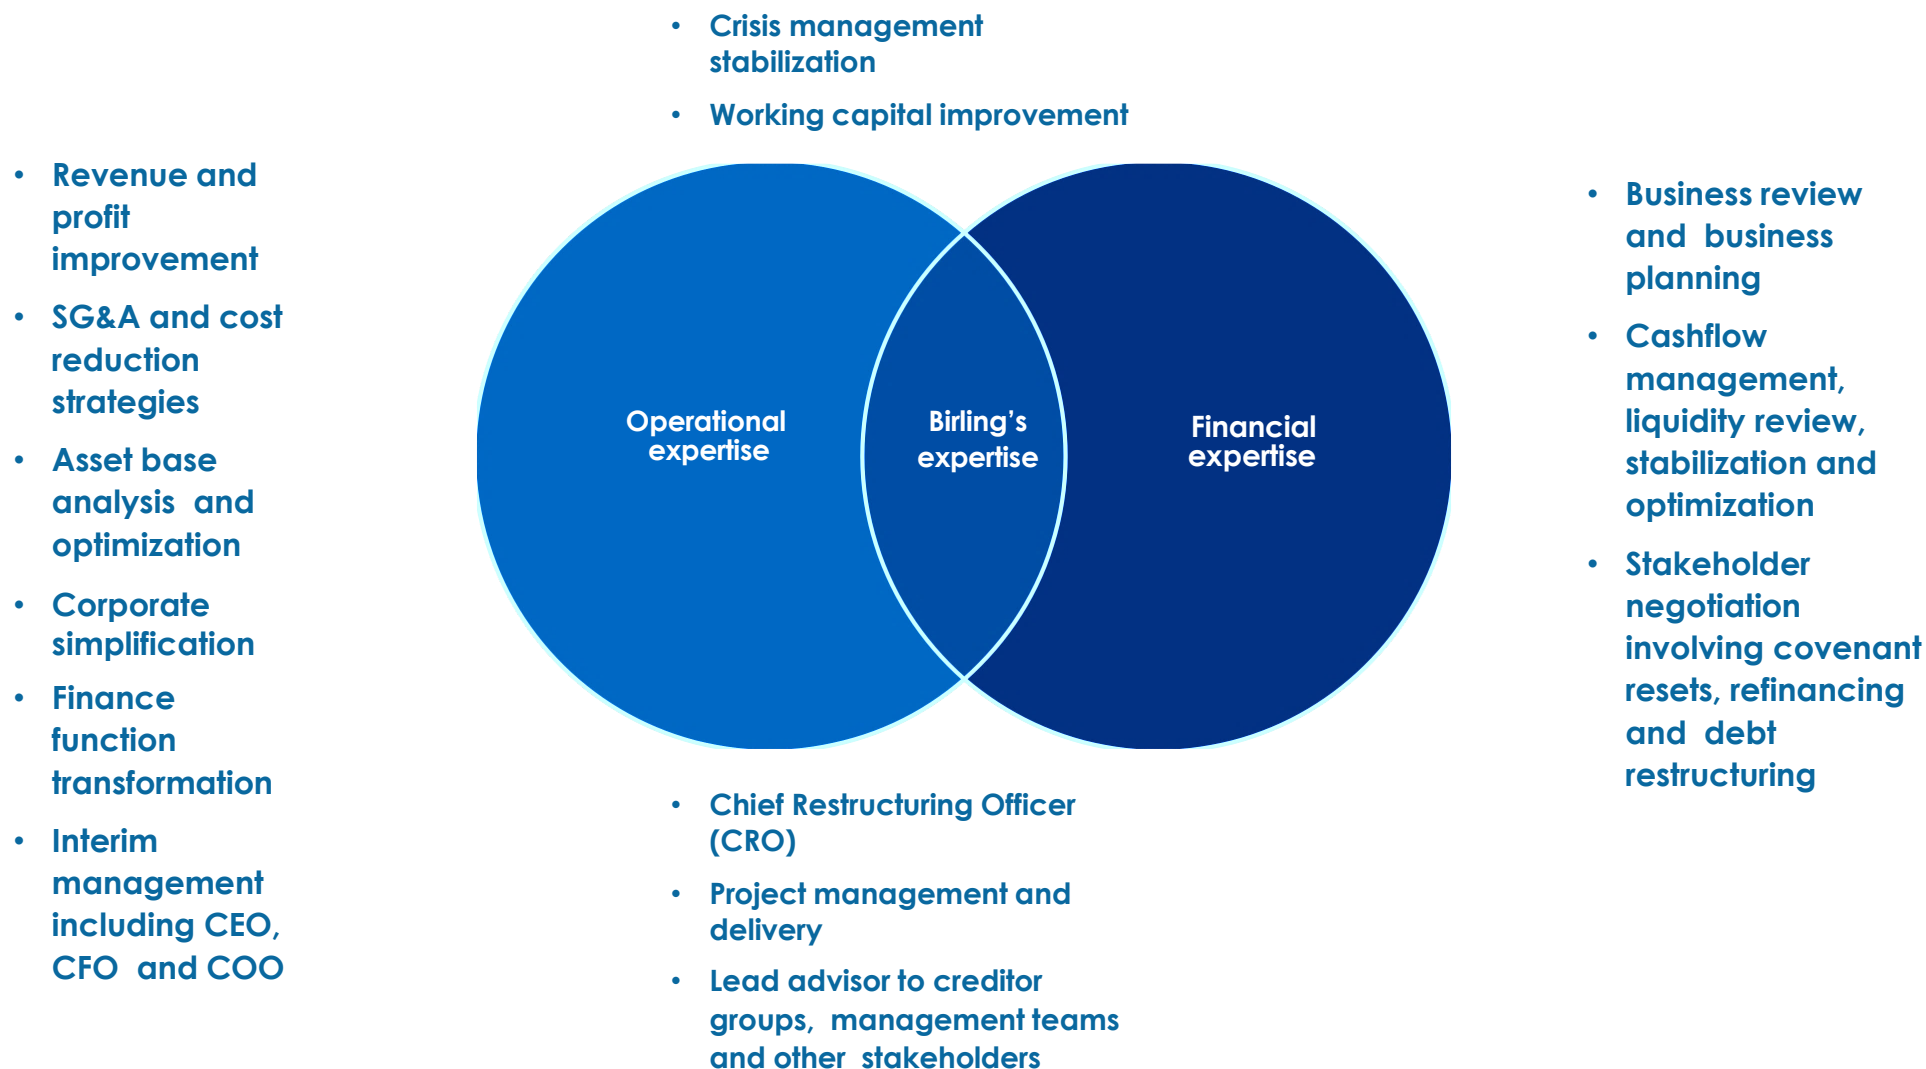 • Crisis management
stabilization
• Working capital improvement
• Revenue and
profit
improvement
• SG&A and cost
reduction
strategies
• Asset base
analysis and
optimization
• Corporate
simplification
• Finance
function
transformation
• Interim
management
including CEO,
CFO and COO
Operational
expertise
Birling’s
expertise
Financial
expertise
• Business review
and business
planning
• Cashflow
management,
liquidity review,
stabilization and
optimization
• Stakeholder
negotiation
involving covenant
resets, refinancing
and debt
restructuring
• Chief Restructuring Officer
(CRO)
• Project management and
delivery
• Lead advisor to creditor
groups, management teams
and other stakeholders